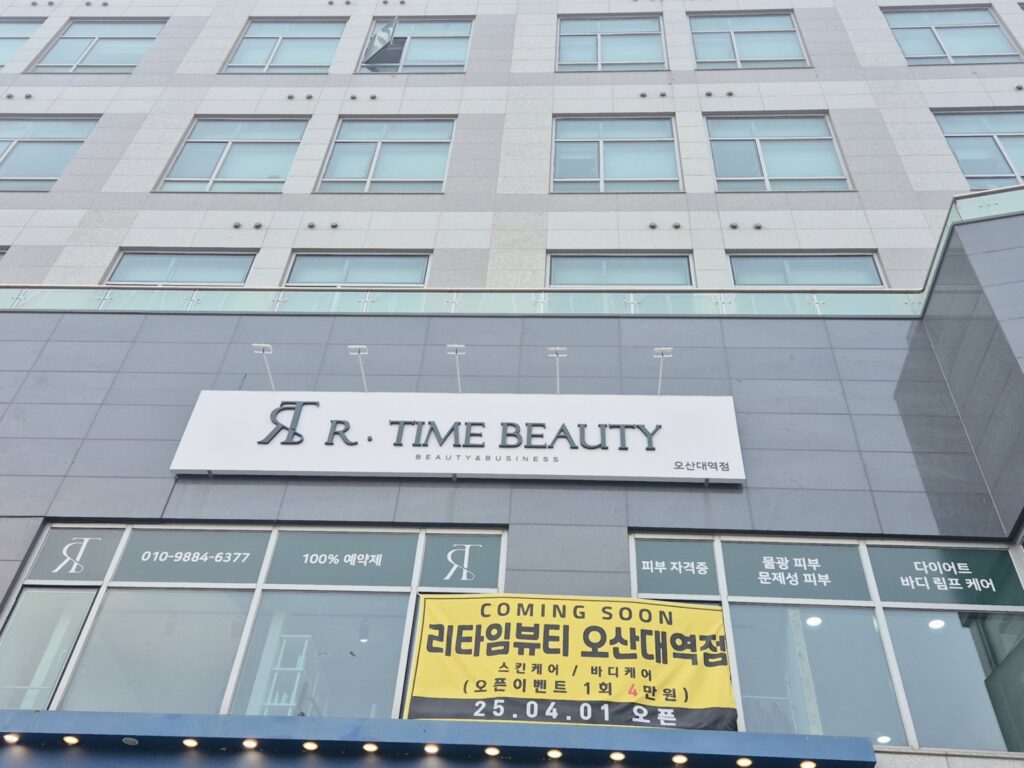 R · TIME BEAUTY
BEAUTY&BUSINESS
오산대역점
010-9884-6377
100% 예약제
피부 자격증
물광 피부
문제성 피부
다이어트
바디 림프 케어
COMING SOON
리타임뷰티 오산대역점
스킨케어 / 바디케어
(오픈이벤트 1회 4만원)
25.04.01 오픈